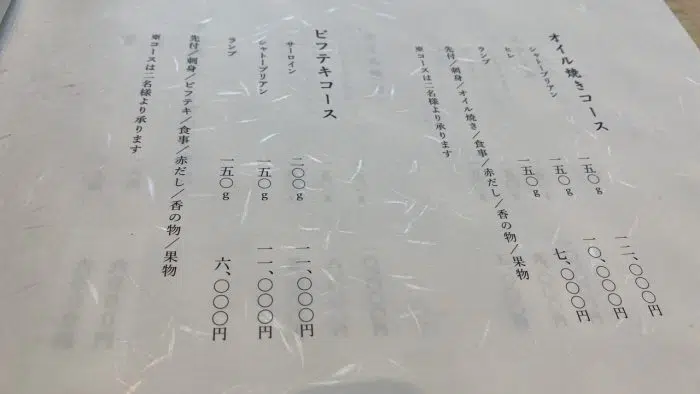 オイル焼きコース
シャトーブリアン 一五〇g 一二、〇〇〇円
ヒレ 一五〇g 一〇、〇〇〇円
ランプ 一五〇g 七、〇〇〇円
先付/刺身/オイル焼き/食事/赤だし/香の物/果物
コースは二名様より承ります
ビフテキコース
サーロイン 二〇〇g 一一、〇〇〇円
シャトーブリアン 一五〇g 一一、〇〇〇円
ランプ 一五〇g 六、〇〇〇円
先付/刺身/ビフテキ/食事/赤だし/香の物/果物
コースは二名様より承ります